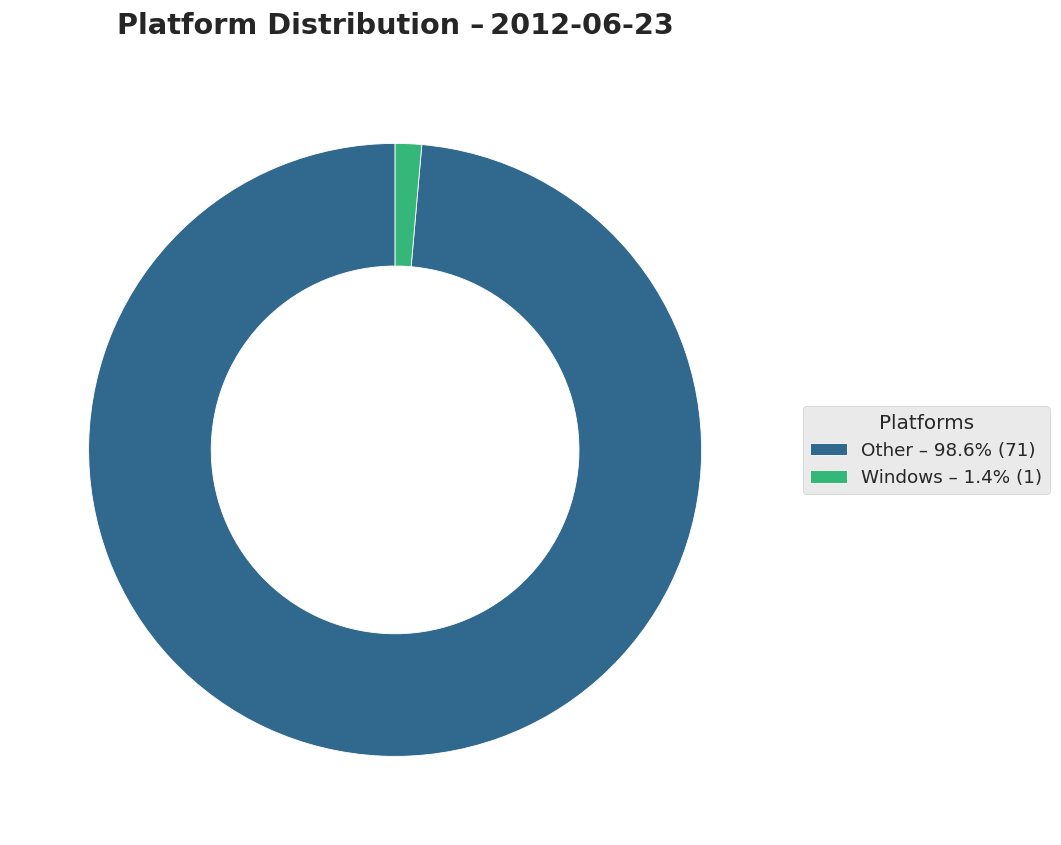 Platform Distribution – 2012-06-23
Platforms
Other – 98.6% (71)
Windows – 1.4% (1)